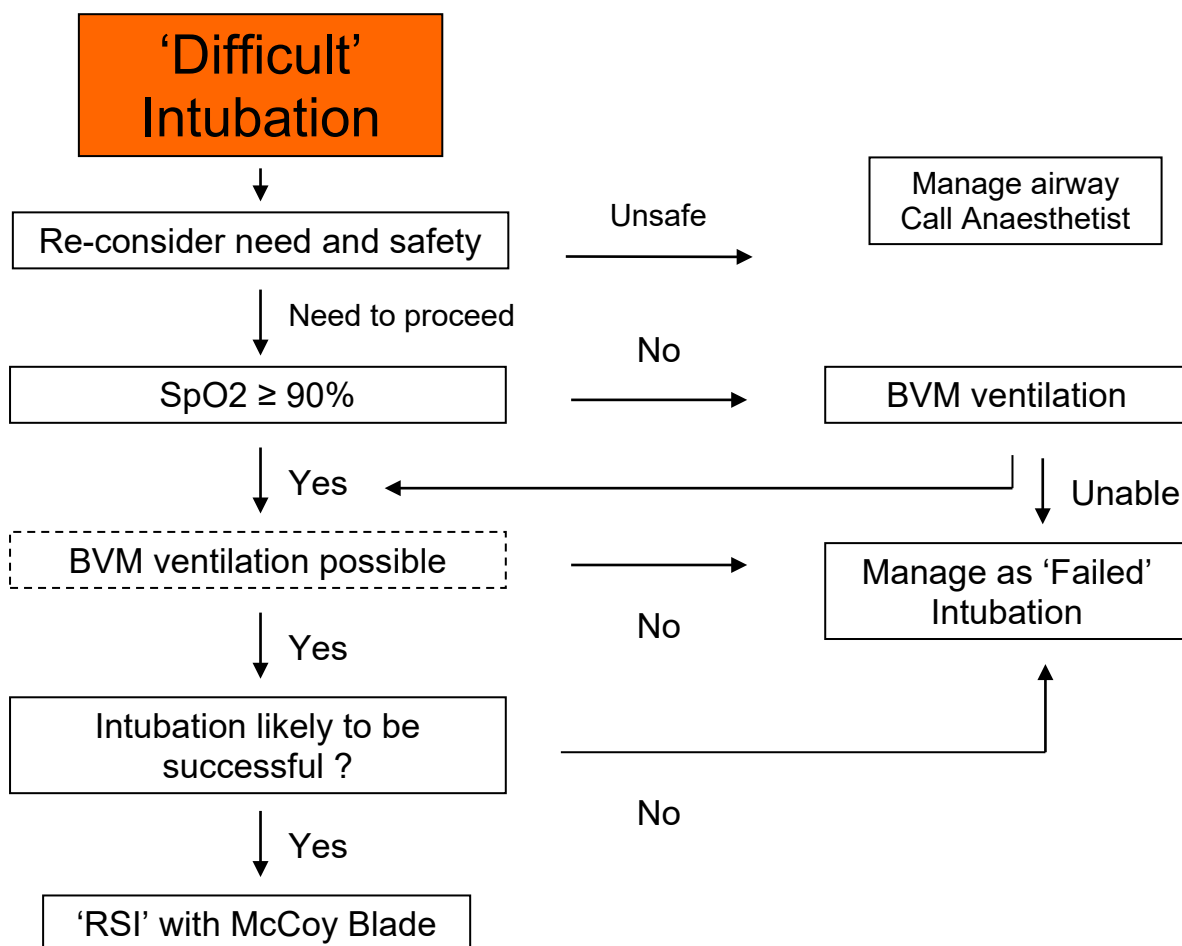 ‘Difficult’
Intubation
Re-consider need and safety
Unsafe
Manage airway
Call Anaesthetist
Need to proceed
SpO2 ≥ 90%
No
BVM ventilation
Yes
Unable
BVM ventilation possible
No
Manage as ‘Failed’
Intubation
Yes
Intubation likely to be
successful ?
No
Yes
‘RSI’ with McCoy Blade